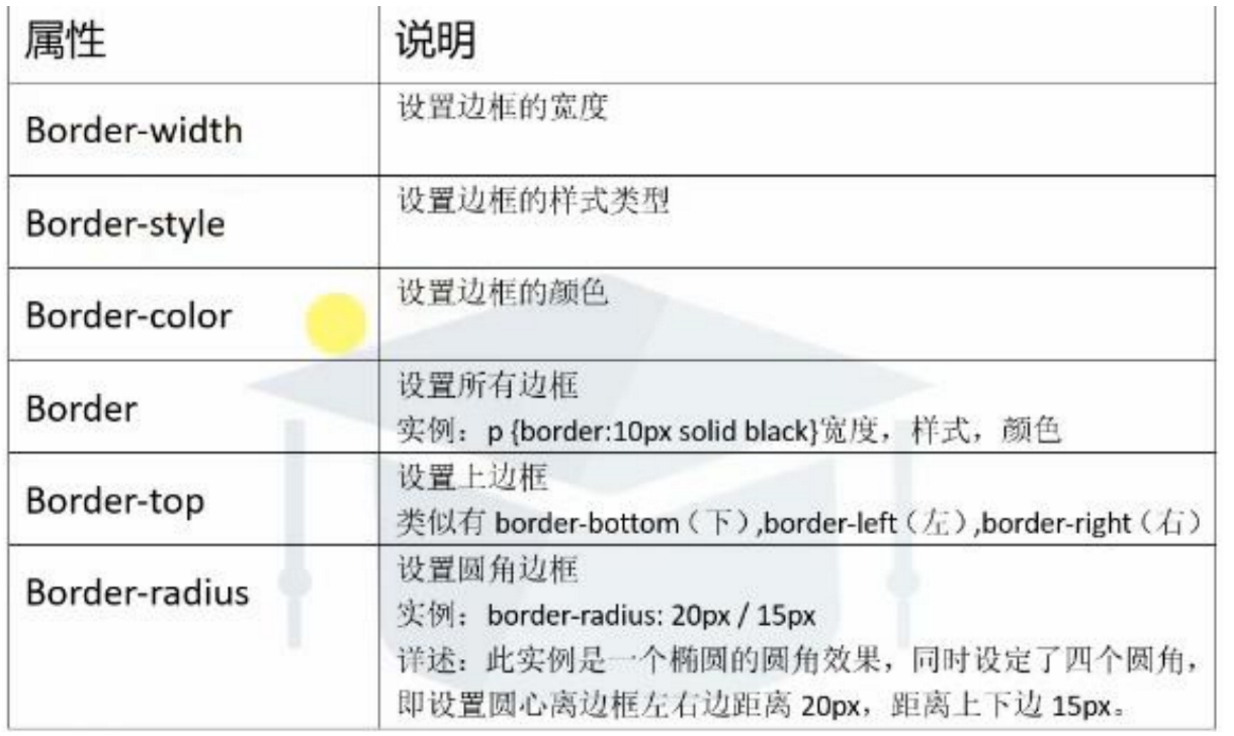 属性 说明
Border-width 设置边框的宽度
Border-style 设置边框的样式类型
Border-color 设置边框的颜色
Border 设置所有边框
实例：p {border:10px solid black}宽度，样式，颜色
Border-top 设置上边框
类似有 border-bottom（下）,border-left（左）,border-right（右）
Border-radius 设置圆角边框
实例：border-radius: 20px / 15px
详述：此实例是一个椭圆的圆角效果，同时设定了四个圆角，
即设置圆心离边框左右边距离 20px，距离上下边 15px。